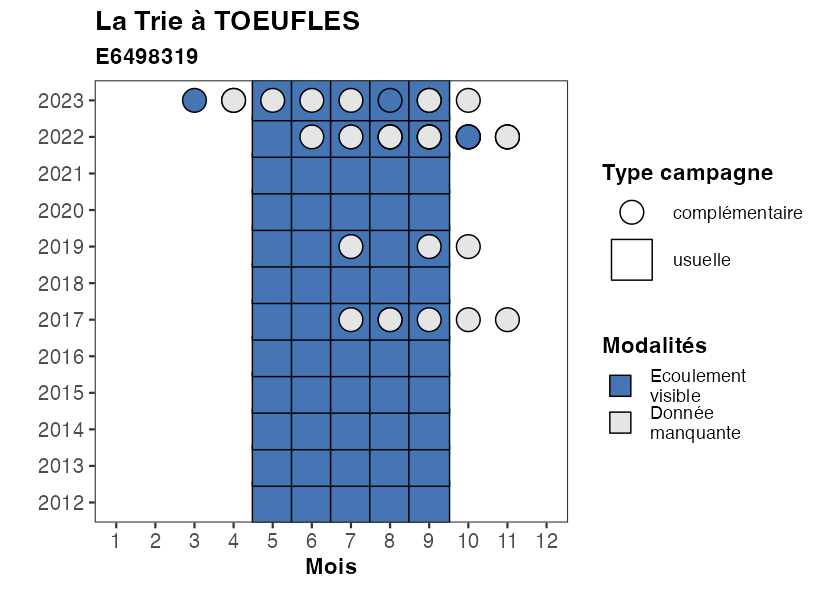 La Trie à TOEUFLES
E6498319
2023
2022
2021
2020
2019
2018
2017
2016
2015
2014
2013
2012
1 2 3 4 5 6 7 8 9 10 11 12
Mois
Type campagne
complémentaire
usuelle
Modalités
Ecoulement
visible
Donnée
manquante